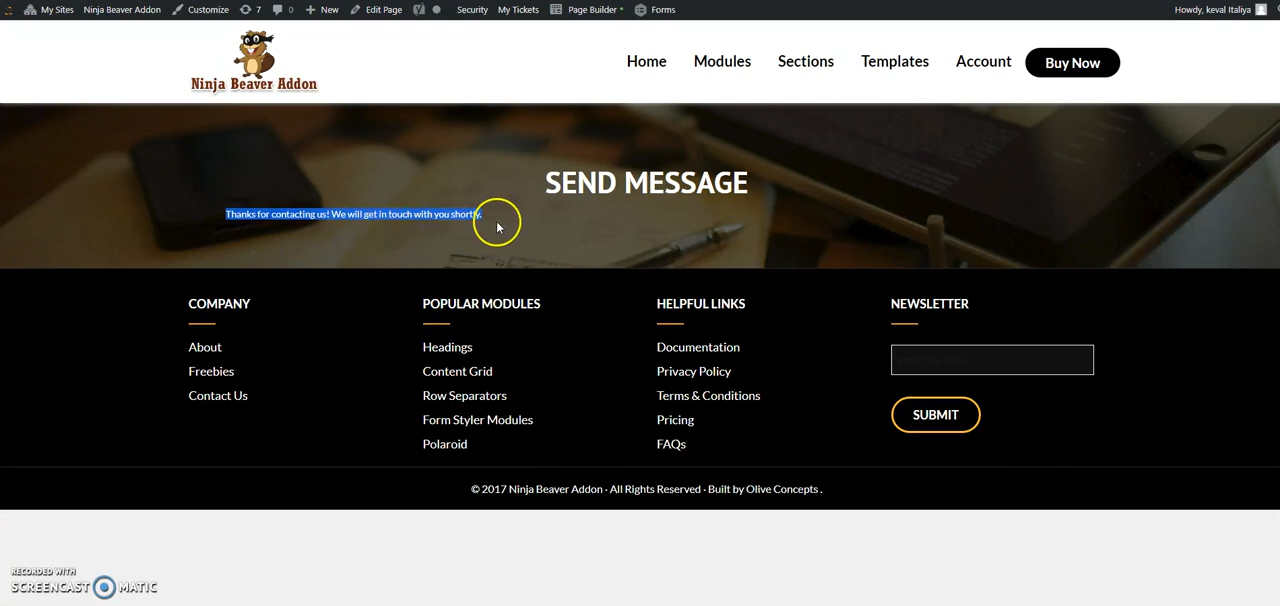 My Sites Ninja Beaver Addon Customize 7 0 New Edit Page Security My Tickets Page Builder Forms Howdy, keval Italiya
Ninja Beaver Addon
Home Modules Sections Templates Account Buy Now
SEND MESSAGE
Thanks for contacting us! We will get in touch with you shortly.
COMPANY POPULAR MODULES HELPFUL LINKS NEWSLETTER
About Headings Documentation
Freebies Content Grid Privacy Policy
Contact Us Row Separators Terms & Conditions
Form Styler Modules Pricing SUBMIT
Polaroid FAQs
© 2017 Ninja Beaver Addon · All Rights Reserved · Built by Olive Concepts .
RECORDED WITH
SCREENCAST MATIC